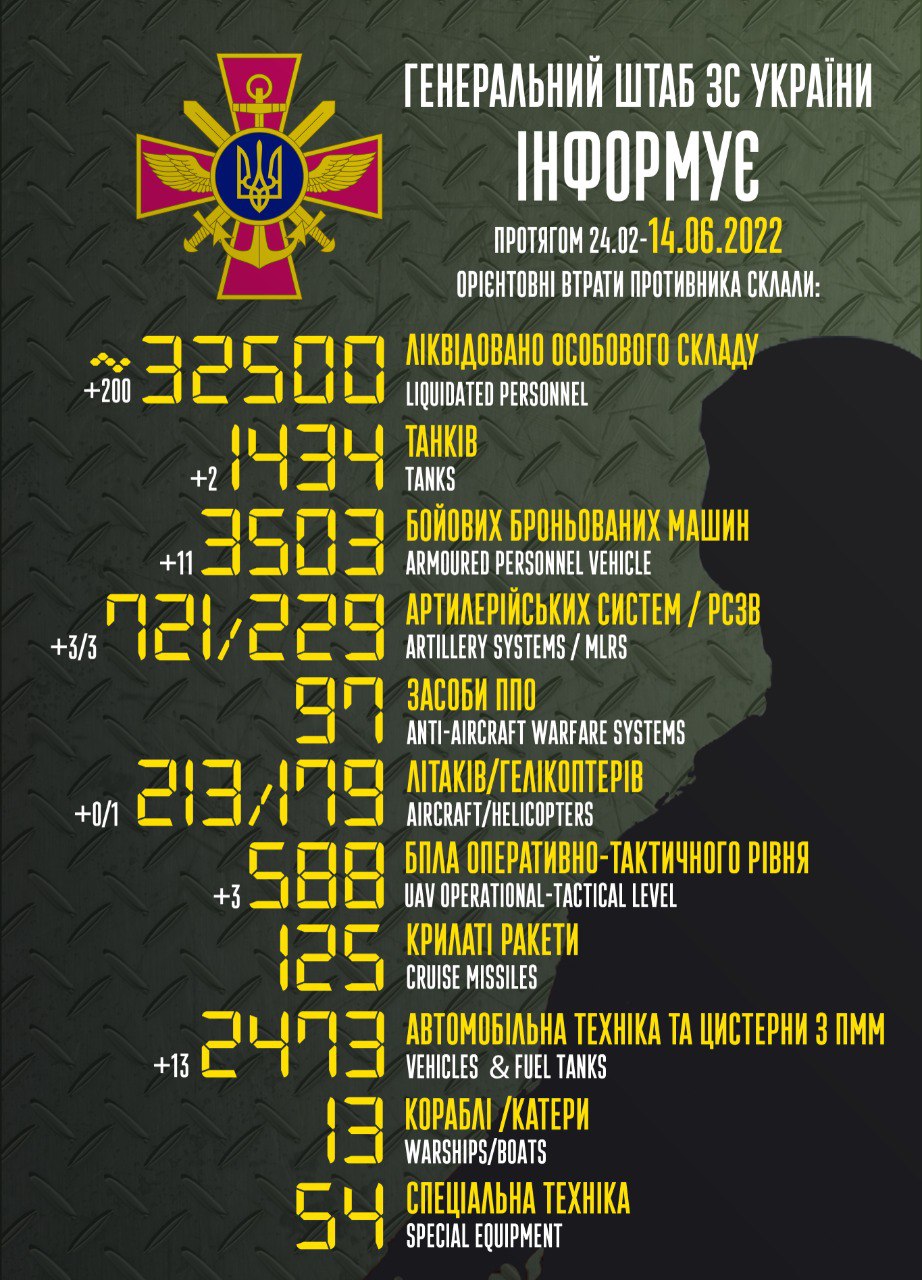 ГЕНЕРАЛЬНИЙ ШТАБ ЗС УКРАЇНИ
ІНФОРМУЄ
ПРОТЯГОМ 24.02-14.06.2022
ОРІЄНТОВНІ ВТРАТИ ПРОТИВНИКА СКЛАЛИ:
≈32500 ЛІКВІДОВАНО ОСОБОВОГО СКЛАДУ
+200 LIQUIDATED PERSONNEL
1434 ТАНКІВ
+2 TANKS
3503 БОЙОВИХ БРОНЬОВАНИХ МАШИН
+11 ARMOURED PERSONNEL VEHICLE
721/229 АРТИЛЕРІЙСЬКИХ СИСТЕМ / РСЗВ
+3/3 ARTILLERY SYSTEMS / MLRS
97 ЗАСОБИ ППО
ANTI-AIRCRAFT WARFARE SYSTEMS
213/179 ЛІТАКІВ/ГЕЛІКОПТЕРІВ
+0/1 AIRCRAFT/HELICOPTERS
588 БПЛА ОПЕРАТИВНО-ТАКТИЧНОГО РІВНЯ
+3 UAV OPERATIONAL-TACTICAL LEVEL
125 КРИЛАТІ РАКЕТИ
CRUISE MISSILES
2473 АВТОМОБІЛЬНА ТЕХНІКА ТА ЦИСТЕРНИ З ПММ
+13 VEHICLES & FUEL TANKS
13 КОРАБЛІ /КАТЕРИ
WARSHIPS/BOATS
54 СПЕЦІАЛЬНА ТЕХНІКА
SPECIAL EQUIPMENT